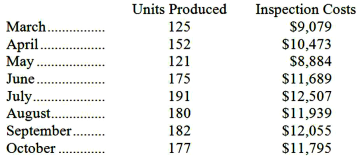 Units Produced Inspection Costs
March................. 125 $9,079
April................... 152 $10,473
May .................... 121 $8,884
June .................... 175 $11,689
July..................... 191 $12,507
August................ 180 $11,939
September.......... 182 $12,055
October .............. 177 $11,795